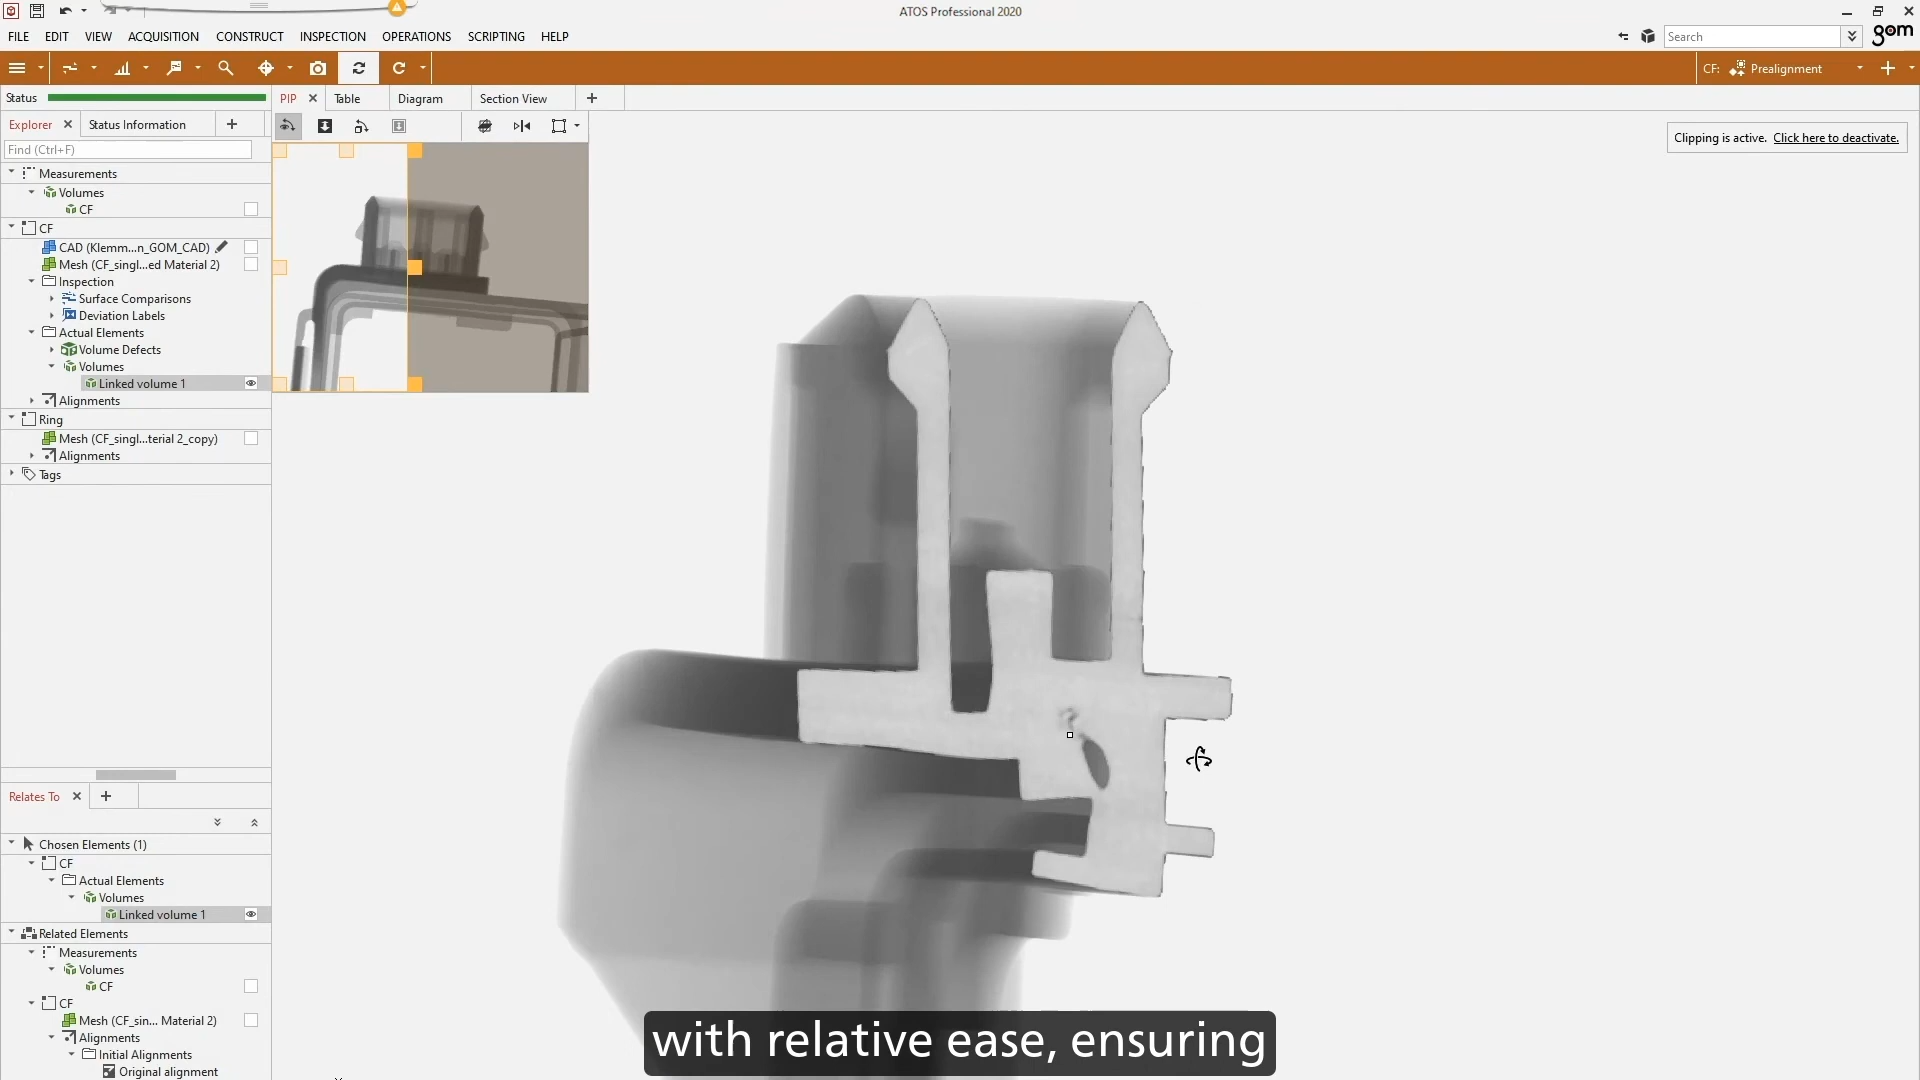 ATOS Professional 2020
FILE EDIT VIEW ACQUISITION CONSTRUCT INSPECTION OPERATIONS SCRIPTING HELP
Search
gom
CF: Prealignment
Status
PIP Table Diagram Section View
Explorer Status Information
Find (Ctrl+F)
Clipping is active. Click here to deactivate.
Measurements
Volumes
CF
CF
CAD (Klemm...n_GOM_CAD)
Mesh (CF_singl...ed Material 2)
Inspection
Surface Comparisons
Deviation Labels
Actual Elements
Volume Defects
Volumes
Linked volume 1
Alignments
Ring
Mesh (CF_singl...terial 2_copy)
Alignments
Tags
Relates To
Chosen Elements (1)
CF
Actual Elements
Volumes
Linked volume 1
Related Elements
Measurements
Volumes
CF
CF
Mesh (CF_sin... Material 2)
Alignments
Initial Alignments
Original alignment
with relative ease, ensuring